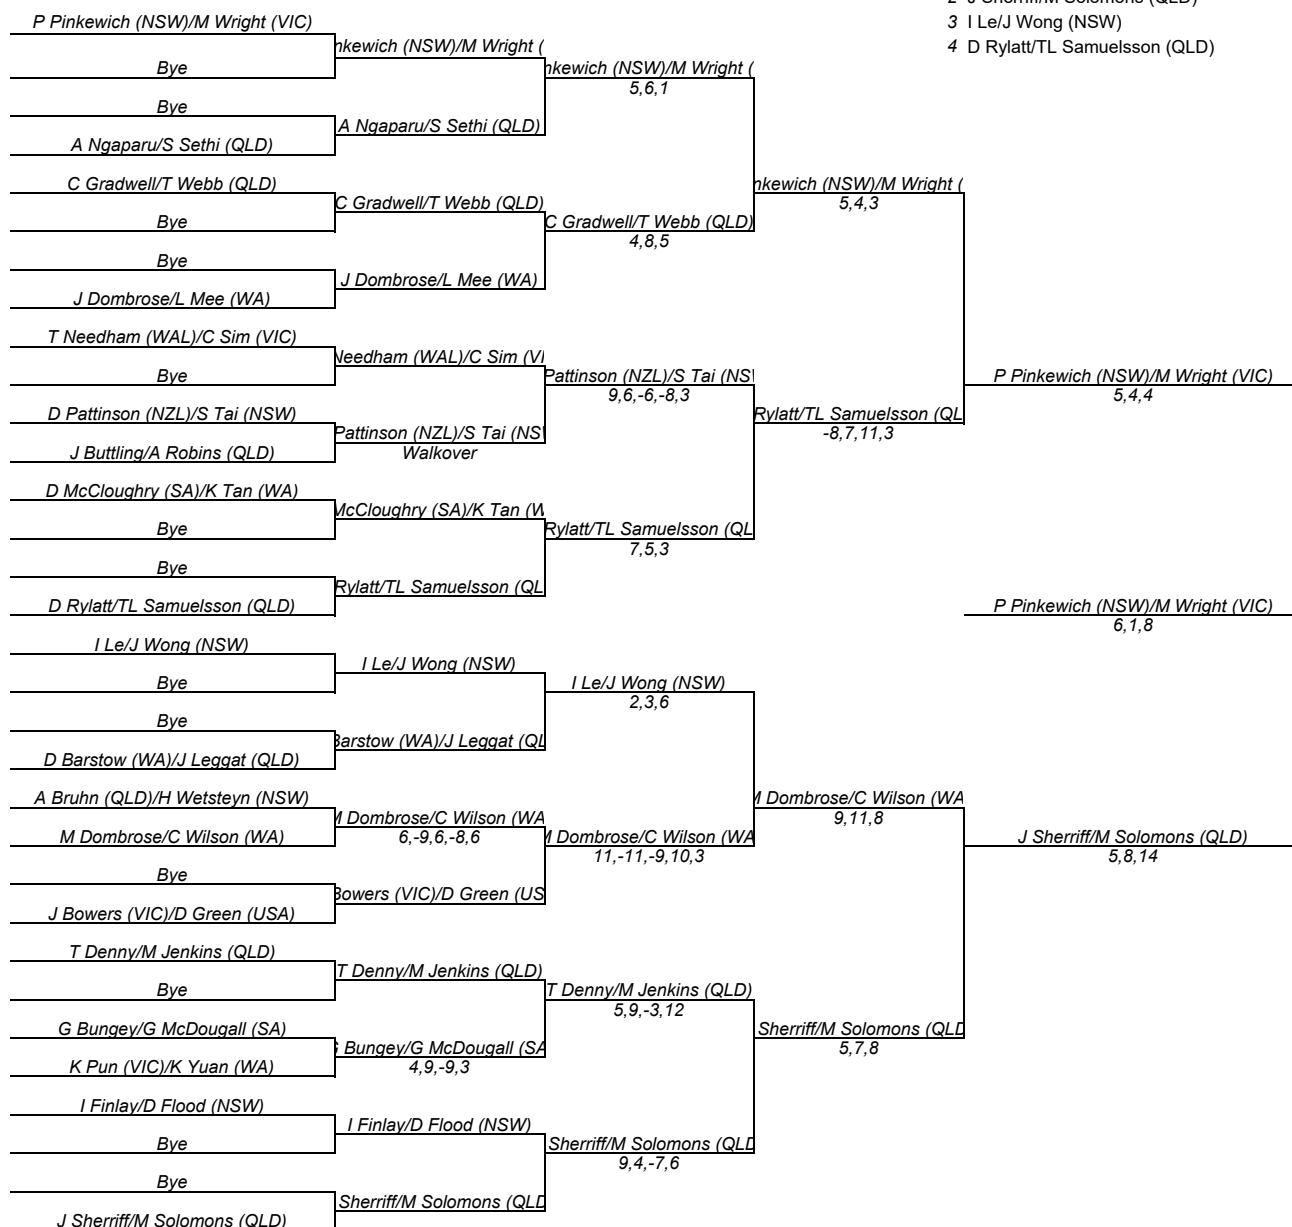 2 J Sherriff/M Solomons (QLD)
3 I Le/J Wong (NSW)
4 D Rylatt/TL Samuelsson (QLD)
P Pinkewich (NSW)/M Wright (VIC)
Bye
Bye
A Ngaparu/S Sethi (QLD)
C Gradwell/T Webb (QLD)
Bye
Bye
J Dombrose/L Mee (WA)
T Needham (WAL)/C Sim (VIC)
Bye
D Pattinson (NZL)/S Tai (NSW)
J Buttling/A Robins (QLD)
D McCloughry (SA)/K Tan (WA)
Bye
Bye
D Rylatt/TL Samuelsson (QLD)
I Le/J Wong (NSW)
Bye
Bye
D Barstow (WA)/J Leggat (QLD)
A Bruhn (QLD)/H Wetsteyn (NSW)
M Dombrose/C Wilson (WA)
Bye
J Bowers (VIC)/D Green (USA)
T Denny/M Jenkins (QLD)
Bye
G Bungey/G McDougall (SA)
K Pun (VIC)/K Yuan (WA)
I Finlay/D Flood (NSW)
Bye
Bye
J Sherriff/M Solomons (QLD)
nkewich (NSW)/M Wright (
A Ngaparu/S Sethi (QLD)
C Gradwell/T Webb (QLD)
J Dombrose/L Mee (WA)
Needham (WAL)/C Sim (VI
Pattinson (NZL)/S Tai (NSW
Walkover
McCloughry (SA)/K Tan (W
Rylatt/TL Samuelsson (QL
I Le/J Wong (NSW)
Barstow (WA)/J Leggat (QL
M Dombrose/C Wilson (WA
6,-9,6,-8,6
Bowers (VIC)/D Green (US
T Denny/M Jenkins (QLD)
G Bungey/G McDougall (SA
4,9,-9,3
I Finlay/D Flood (NSW)
Sherriff/M Solomons (QLD
nkewich (NSW)/M Wright (
5,6,1
C Gradwell/T Webb (QLD)
4,8,5
Pattinson (NZL)/S Tai (NSW
9,6,-6,-8,3
Rylatt/TL Samuelsson (QL
7,5,3
I Le/J Wong (NSW)
2,3,6
M Dombrose/C Wilson (WA
11,-11,-9,10,3
T Denny/M Jenkins (QLD)
5,9,-3,12
Sherriff/M Solomons (QLD
9,4,-7,6
nkewich (NSW)/M Wright (
5,4,3
Rylatt/TL Samuelsson (QL
-8,7,11,3
M Dombrose/C Wilson (WA
9,11,8
Sherriff/M Solomons (QLD
5,7,8
P Pinkewich (NSW)/M Wright (VIC)
5,4,4
P Pinkewich (NSW)/M Wright (VIC)
6,1,8
J Sherriff/M Solomons (QLD)
5,8,14